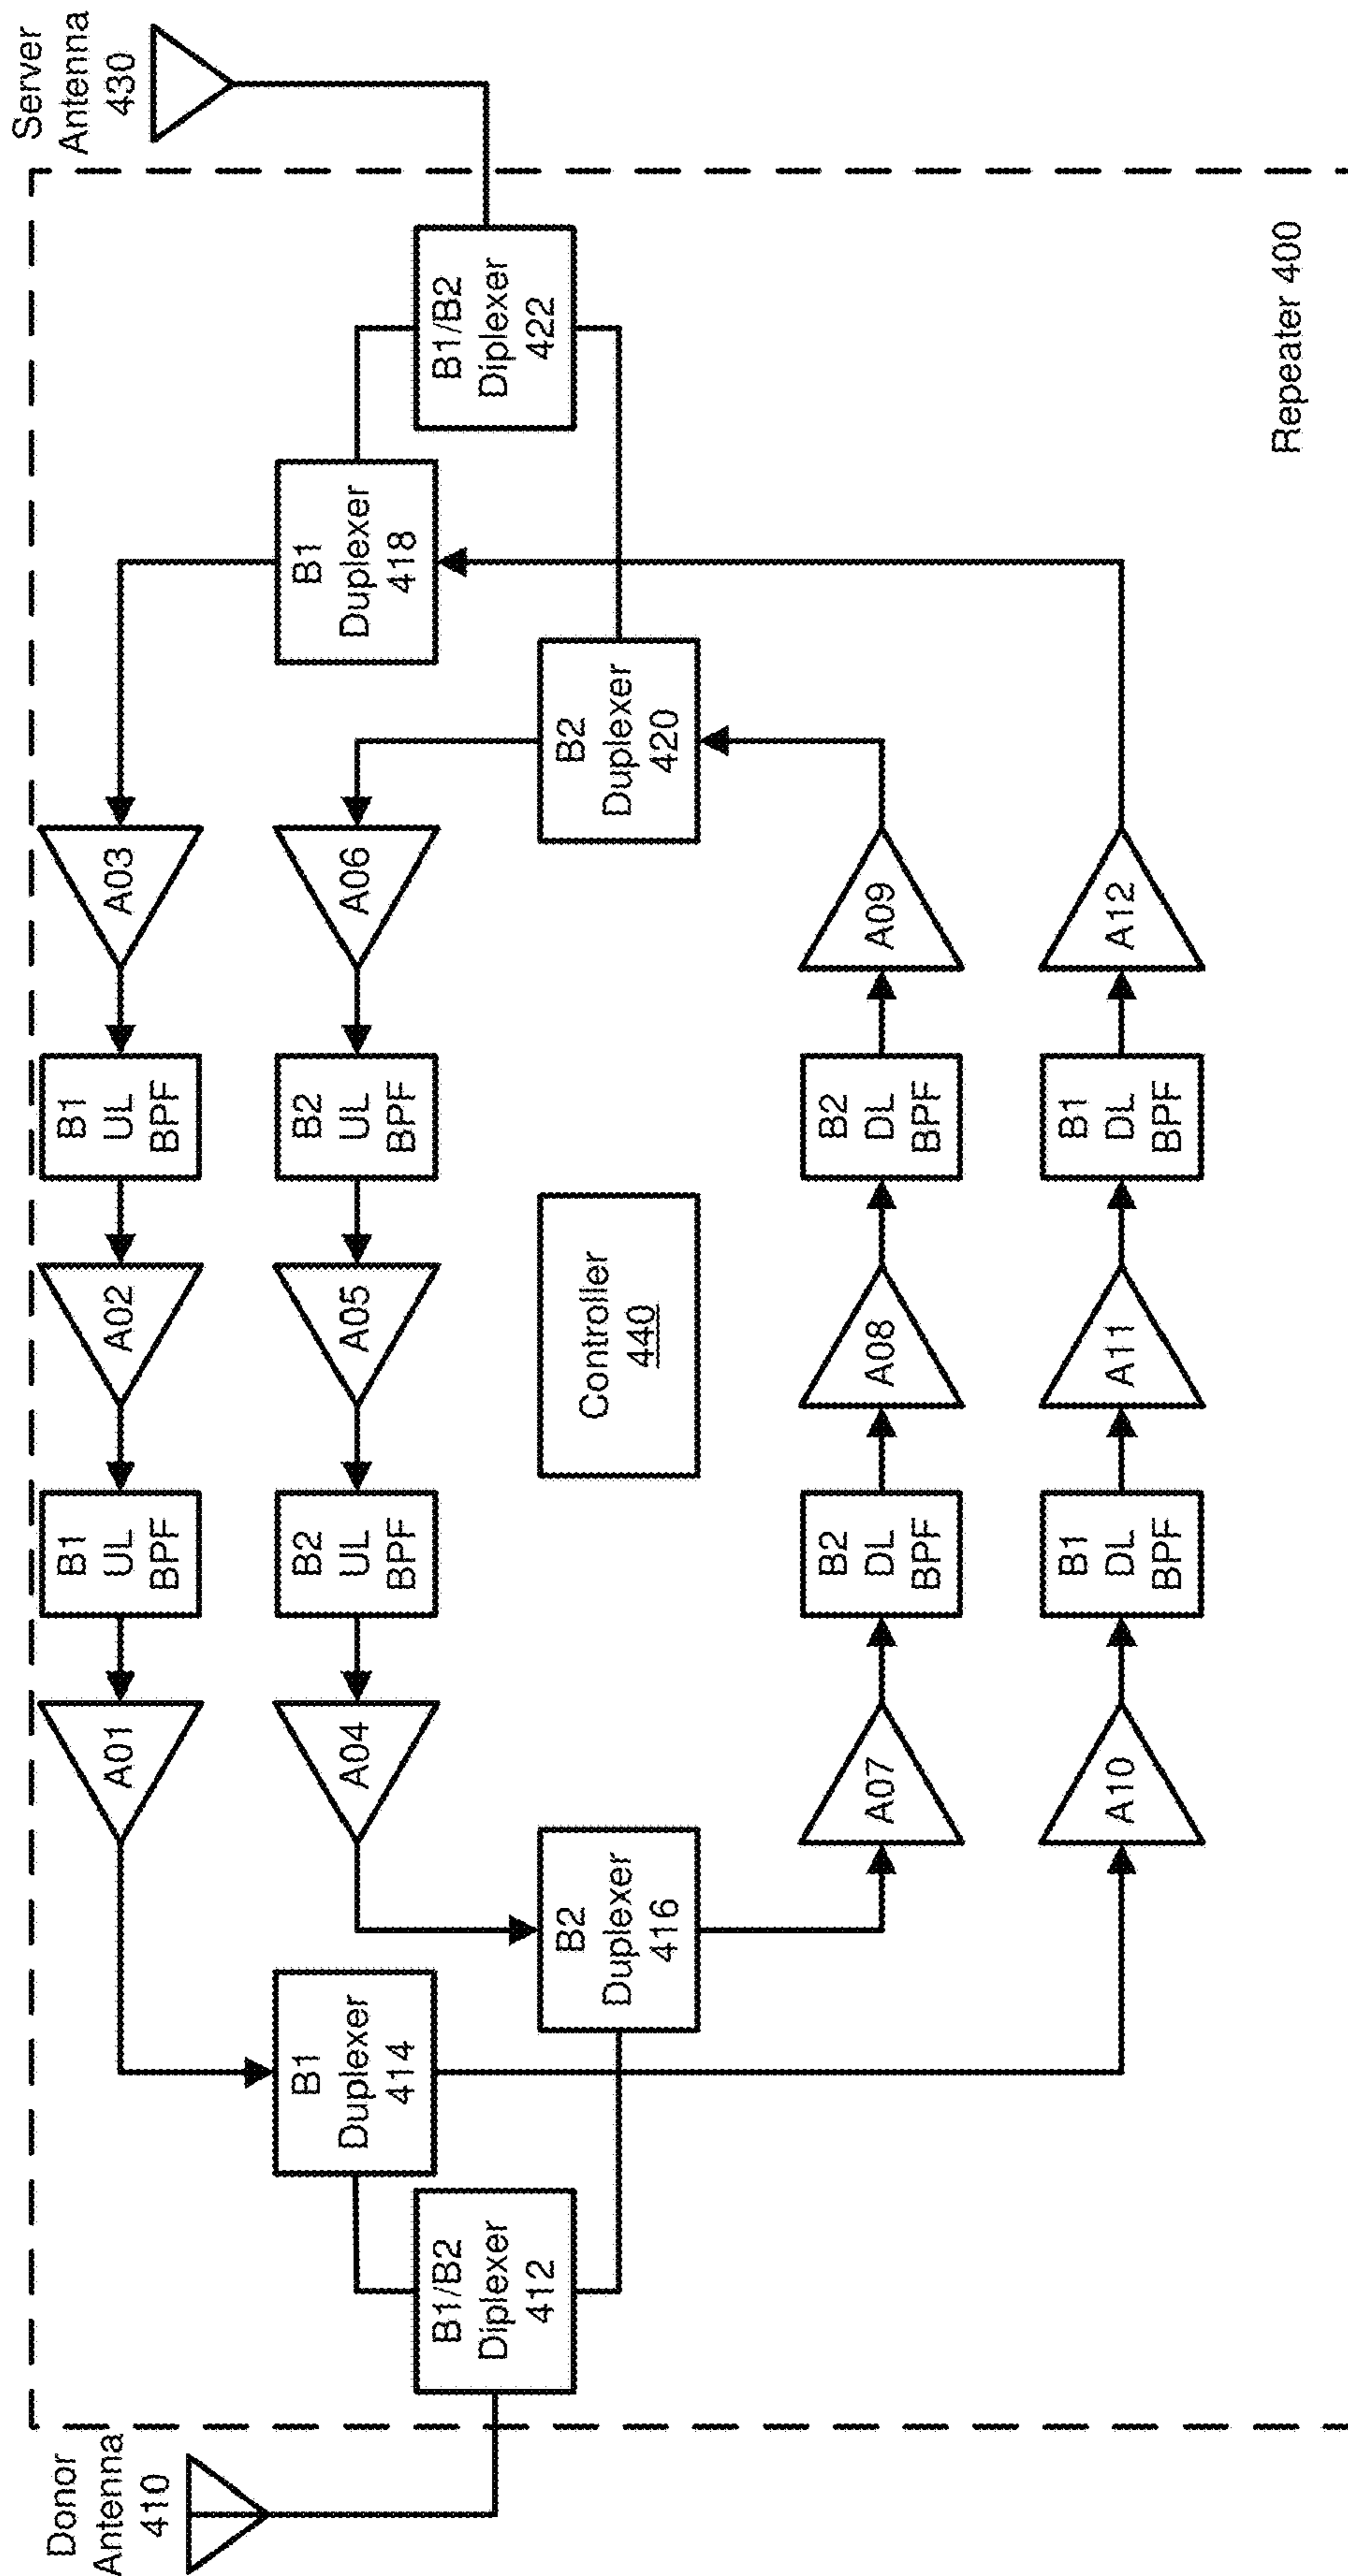 Donor
Antenna
410
Server
Antenna
430
A01
B1
UL
BPF
A02
B1
UL
BPF
A03
B1
Duplexer
414
A04
B2
UL
BPF
A05
B2
UL
BPF
A06
B1
Duplexer
418
B1/B2
Diplexer
412
B1/B2
Diplexer
422
B2
Duplexer
416
Controller
440
B2
Duplexer
420
A07
B2
DL
BPF
A08
B2
DL
BPF
A09
A10
B1
DL
BPF
A11
B1
DL
BPF
A12
Repeater 400